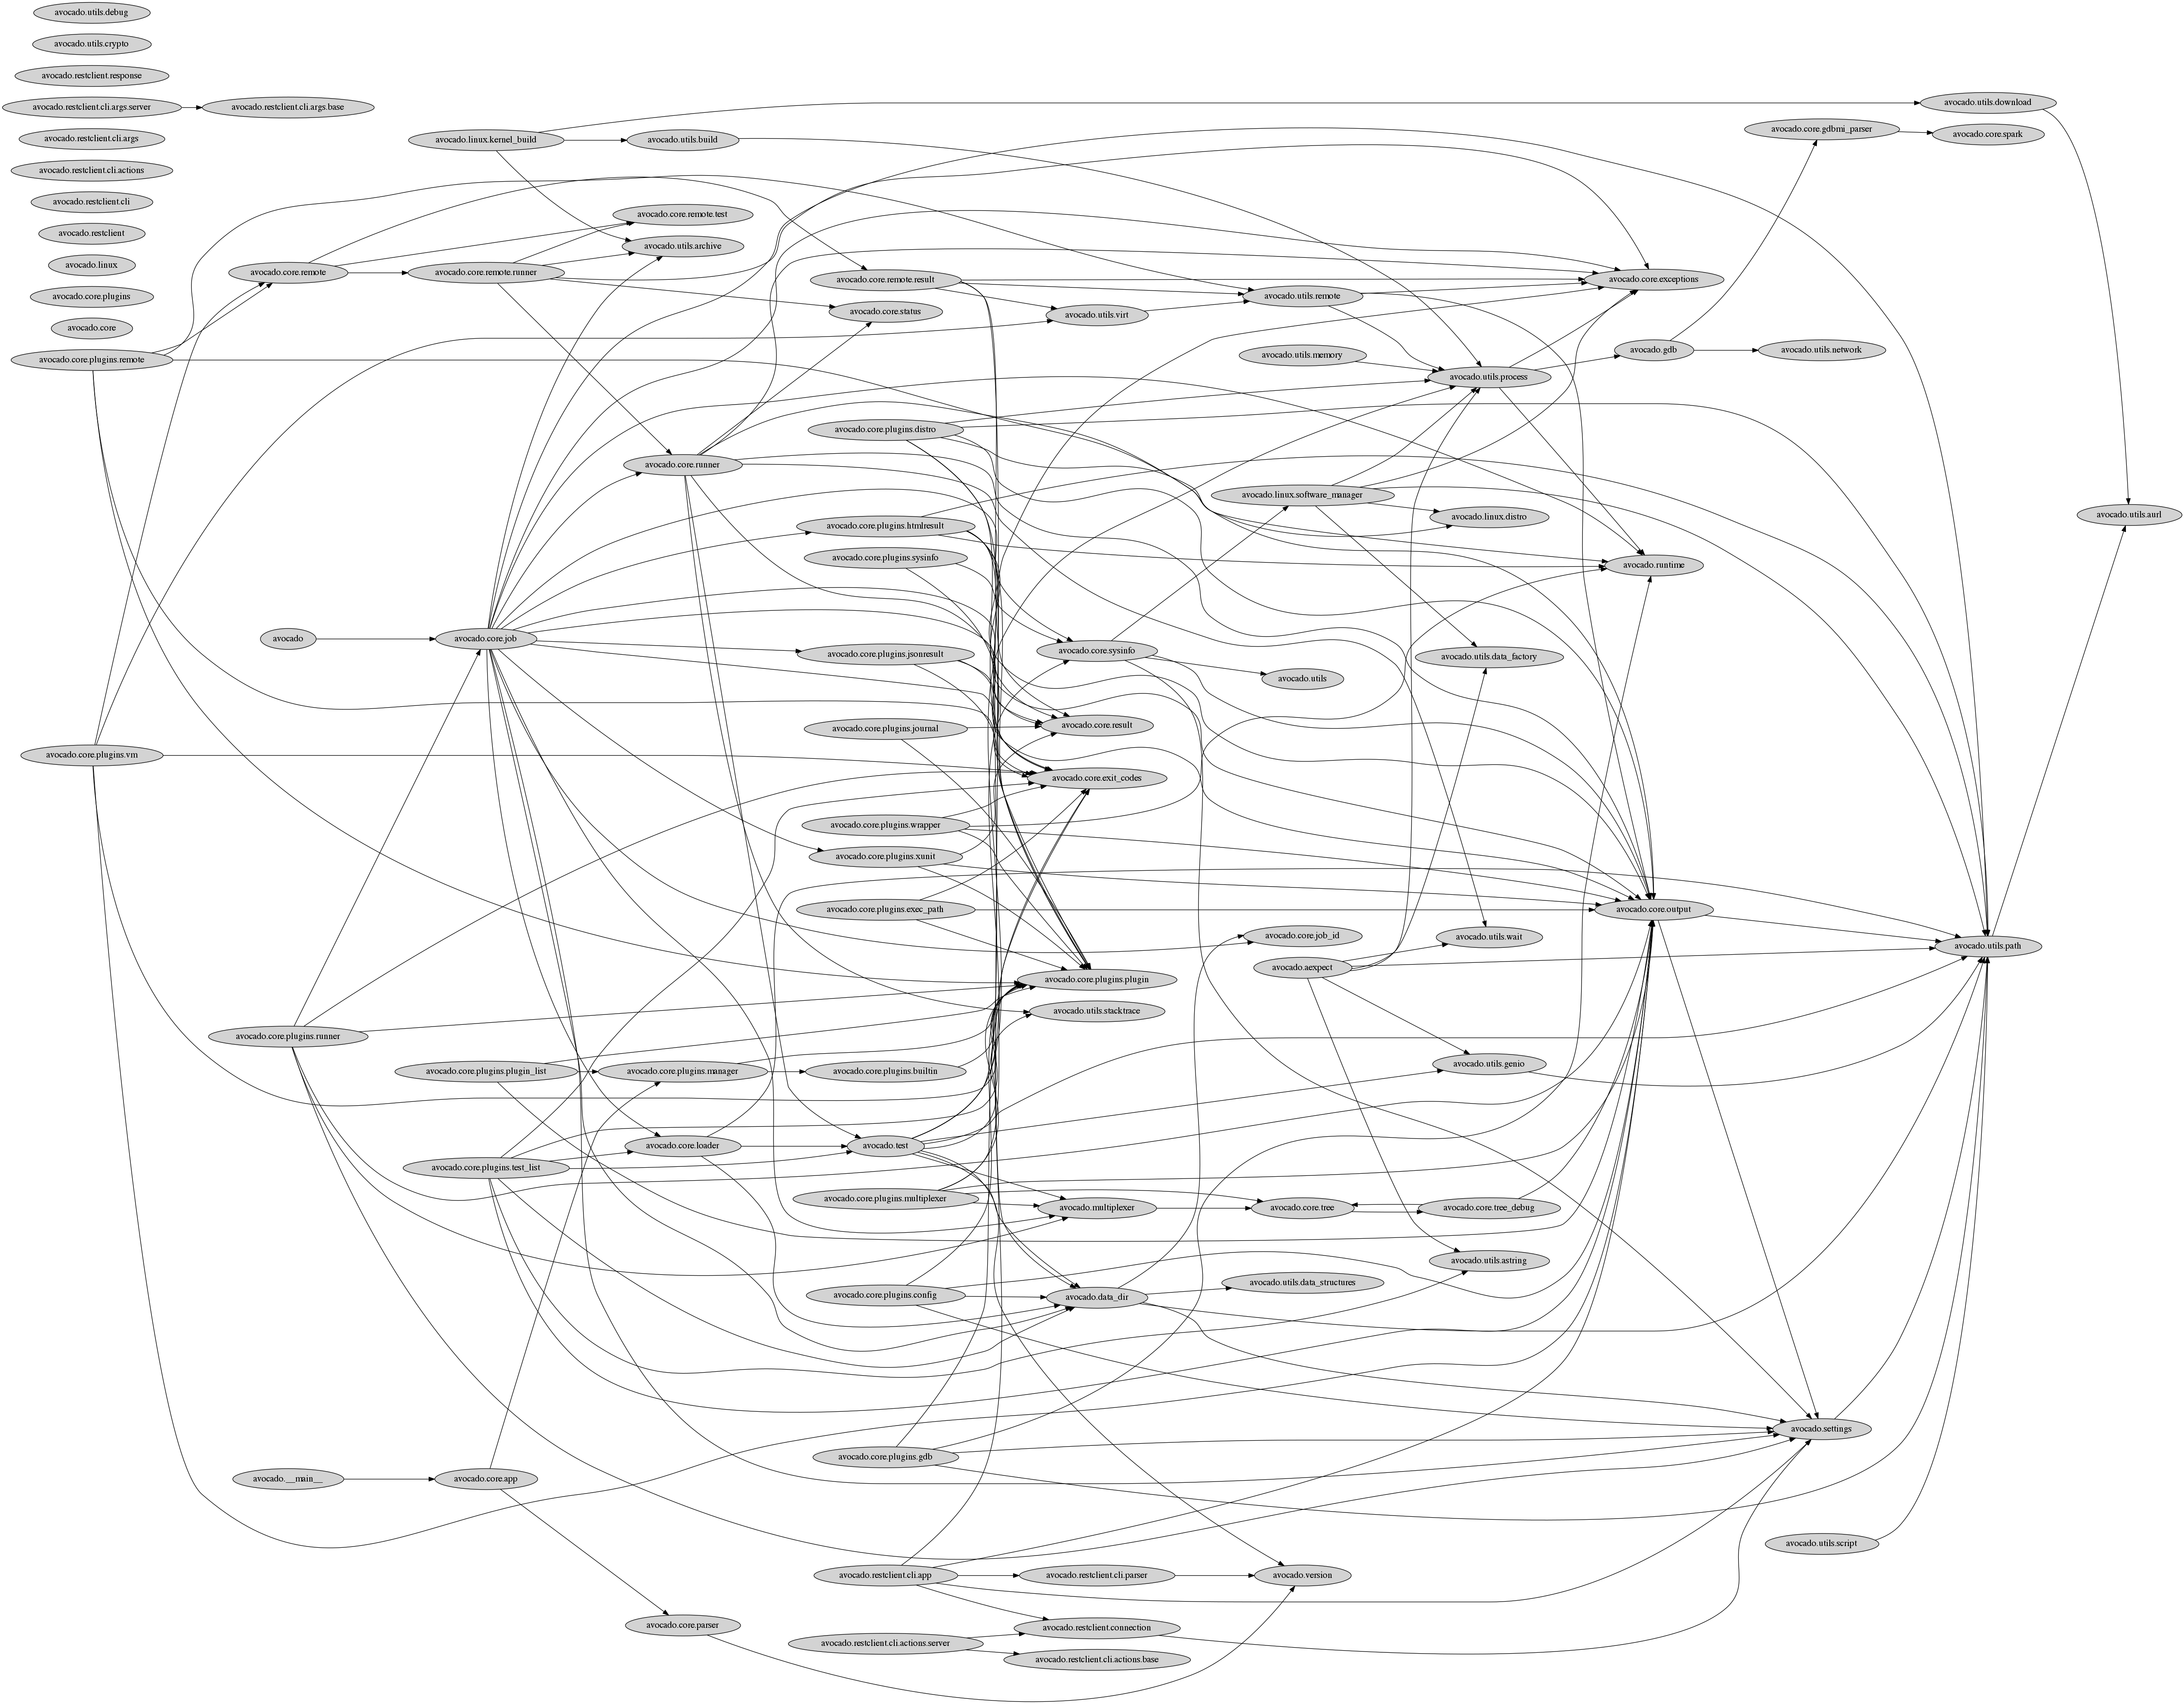 avocado.utils.debug
avocado.utils.crypto
avocado.restclient.response
avocado.restclient.cli.args.server
avocado.restclient.cli.args.base
avocado.restclient.cli.args
avocado.restclient.cli.actions
avocado.restclient.cli
avocado.restclient
avocado.linux
avocado.core.plugins
avocado.core
avocado.core.plugins.remote
avocado.core.plugins.vm
avocado.core.remote
avocado
avocado.core.plugins.runner
avocado.__main__
avocado.linux.kernel_build
avocado.core.remote.runner
avocado.core.job
avocado.core.plugins.plugin_list
avocado.core.plugins.test_list
avocado.core.app
avocado.utils.build
avocado.core.remote.test
avocado.utils.archive
avocado.core.runner
avocado.core.plugins.manager
avocado.core.loader
avocado.core.parser
avocado.core.remote.result
avocado.core.status
avocado.core.plugins.distro
avocado.core.plugins.htmlresult
avocado.core.plugins.sysinfo
avocado.core.plugins.jsonresult
avocado.core.plugins.journal
avocado.core.plugins.wrapper
avocado.core.plugins.xunit
avocado.core.plugins.exec_path
avocado.core.plugins.builtin
avocado.test
avocado.core.plugins.multiplexer
avocado.core.plugins.config
avocado.core.plugins.gdb
avocado.restclient.cli.app
avocado.restclient.cli.actions.server
avocado.utils.virt
avocado.core.sysinfo
avocado.core.result
avocado.core.exit_codes
avocado.core.plugins.plugin
avocado.utils.stacktrace
avocado.multiplexer
avocado.data_dir
avocado.restclient.cli.parser
avocado.restclient.connection
avocado.restclient.cli.actions.base
avocado.utils.remote
avocado.utils.memory
avocado.linux.software_manager
avocado.utils
avocado.core.job_id
avocado.aexpect
avocado.core.tree
avocado.utils.data_structures
avocado.version
avocado.utils.process
avocado.linux.distro
avocado.utils.data_factory
avocado.utils.wait
avocado.utils.genio
avocado.core.tree_debug
avocado.utils.astring
avocado.core.exceptions
avocado.gdb
avocado.runtime
avocado.core.output
avocado.core.gdbmi_parser
avocado.utils.network
avocado.settings
avocado.utils.script
avocado.utils.download
avocado.core.spark
avocado.utils.path
avocado.utils.aurl